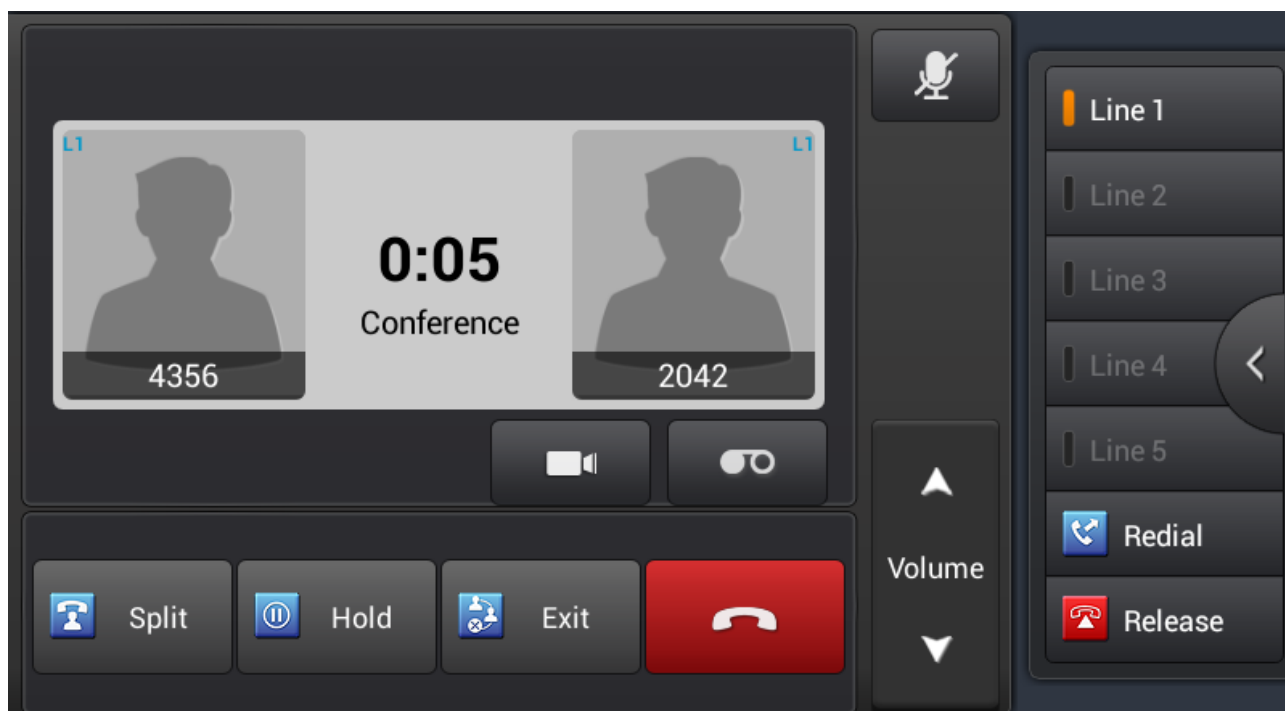 L1
L1
0:05
Conference
4356
2042
Split
Hold
Exit
Volume
Line 1
Line 2
Line 3
Line 4
Line 5
Redial
Release